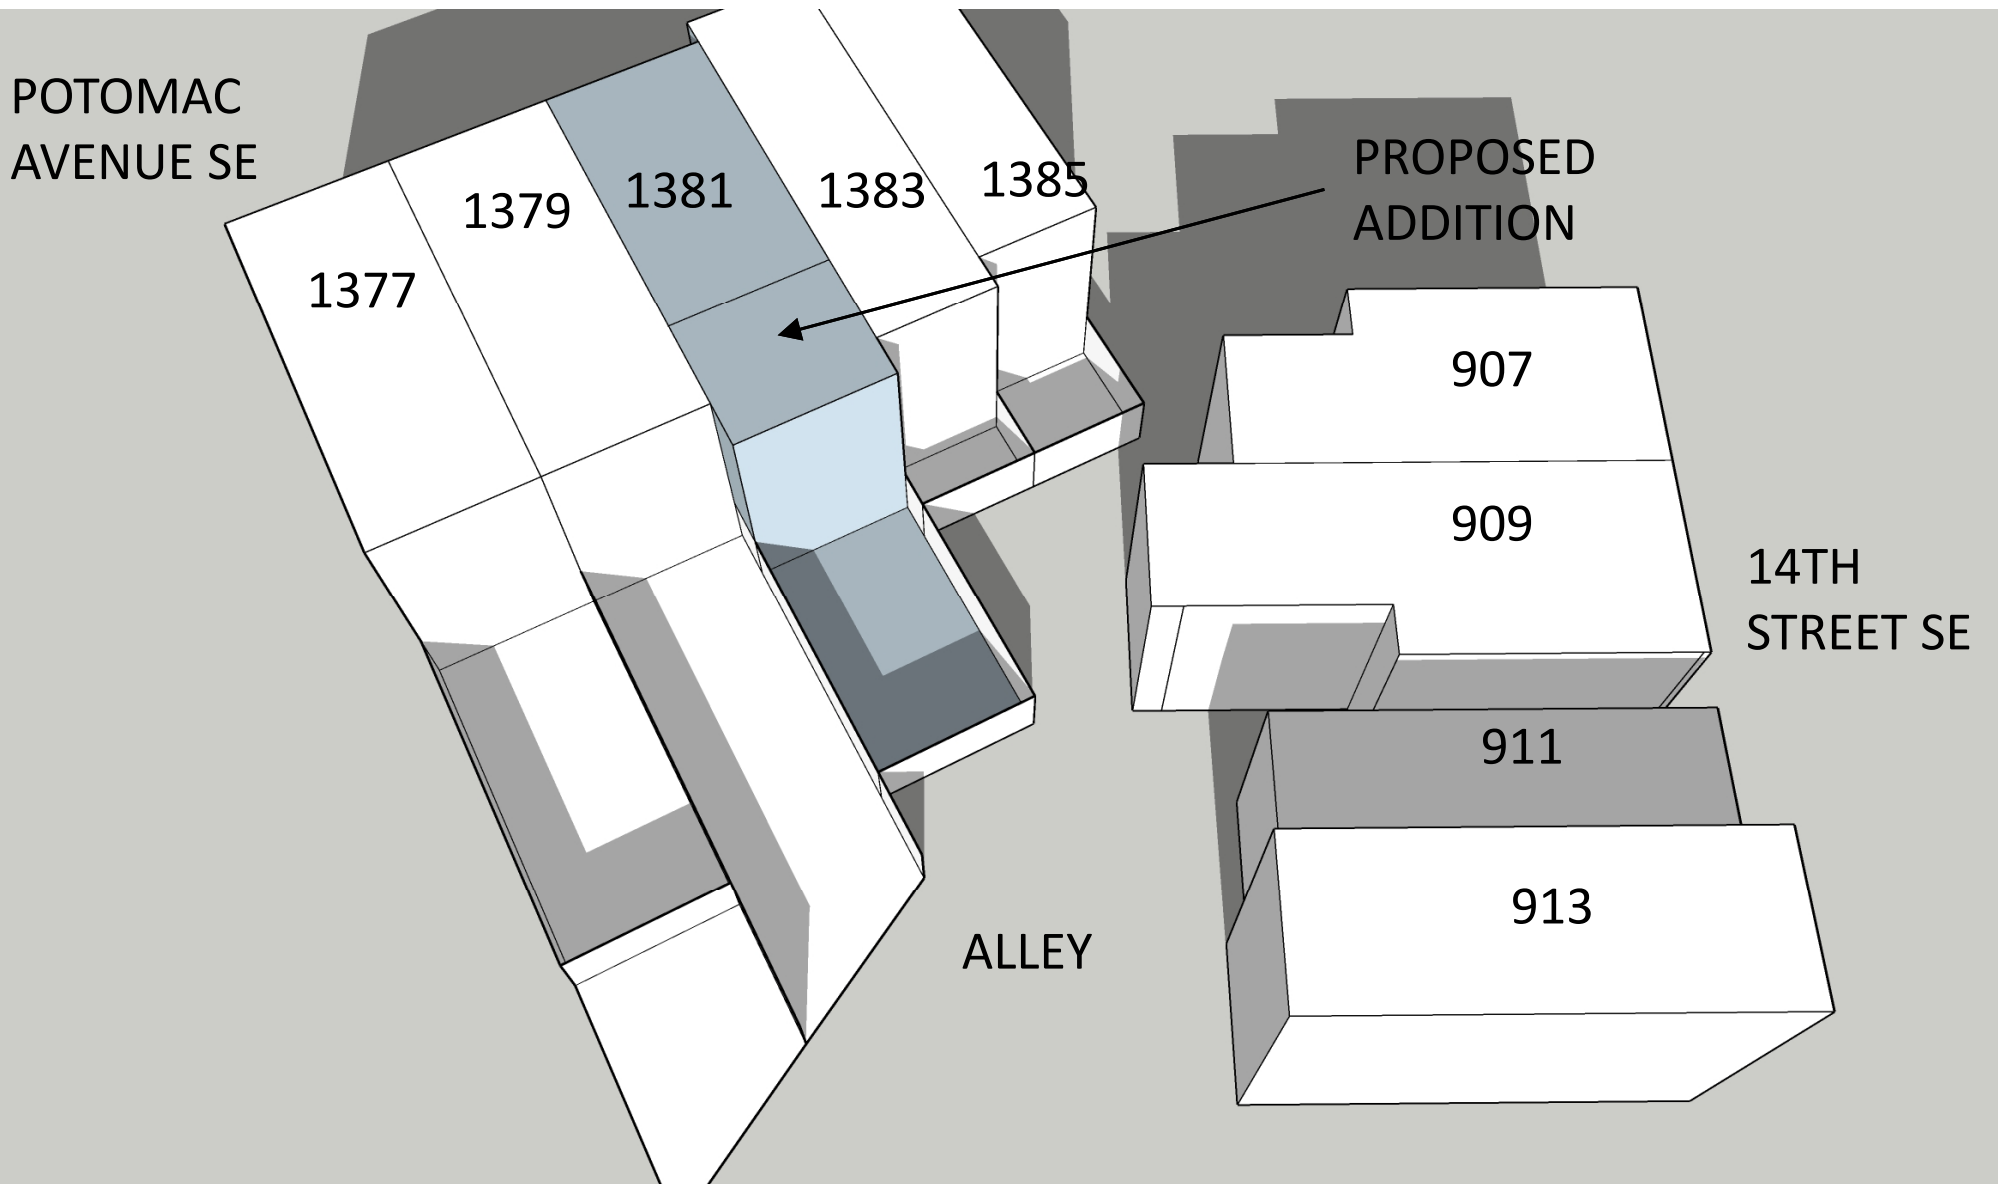 POTOMAC
AVENUE SE
1377
1379
1381
1383
1385
PROPOSED
ADDITION
907
909
911
913
14TH
STREET SE
ALLEY